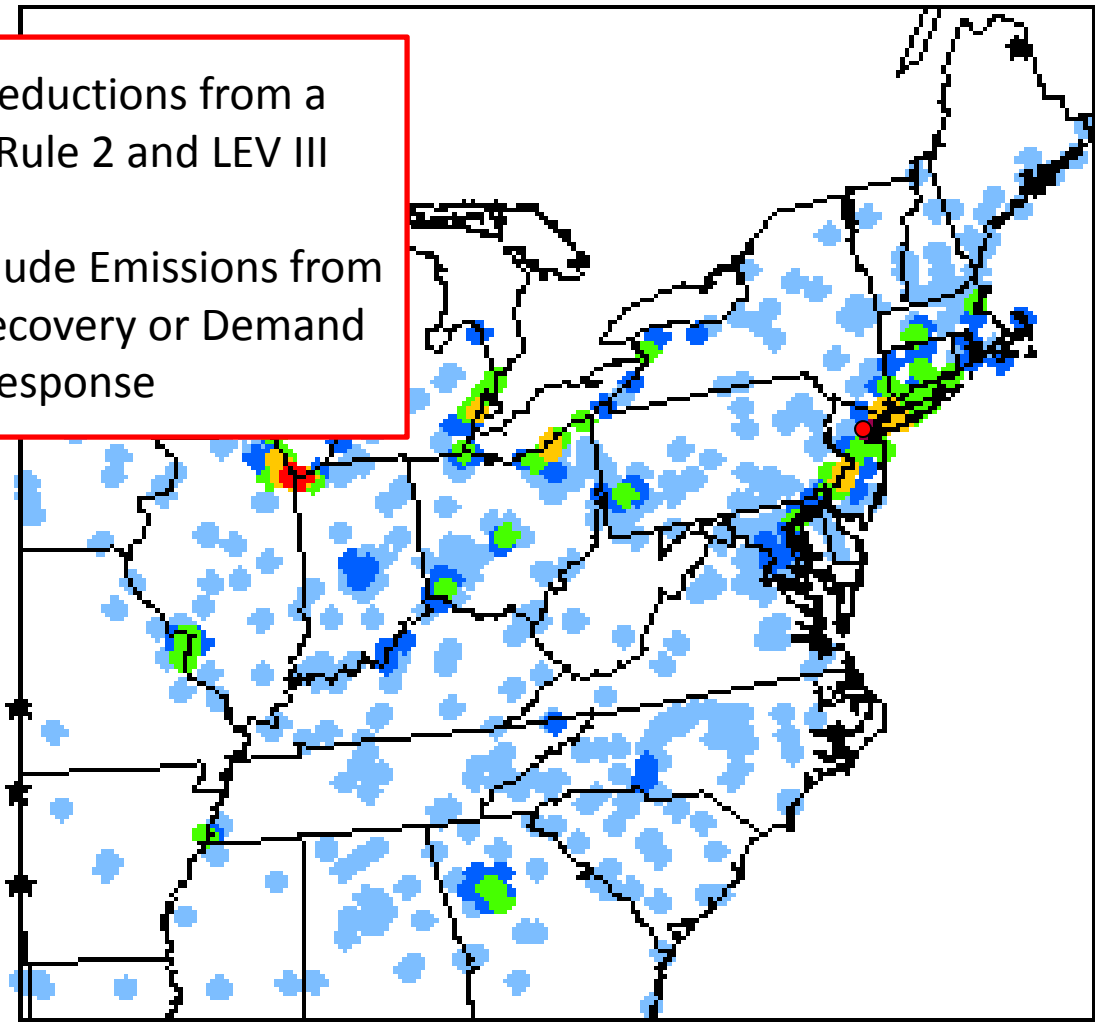 eductions from a
Rule 2 and LEV III
ude Emissions from
ecovery or Demand
esponse